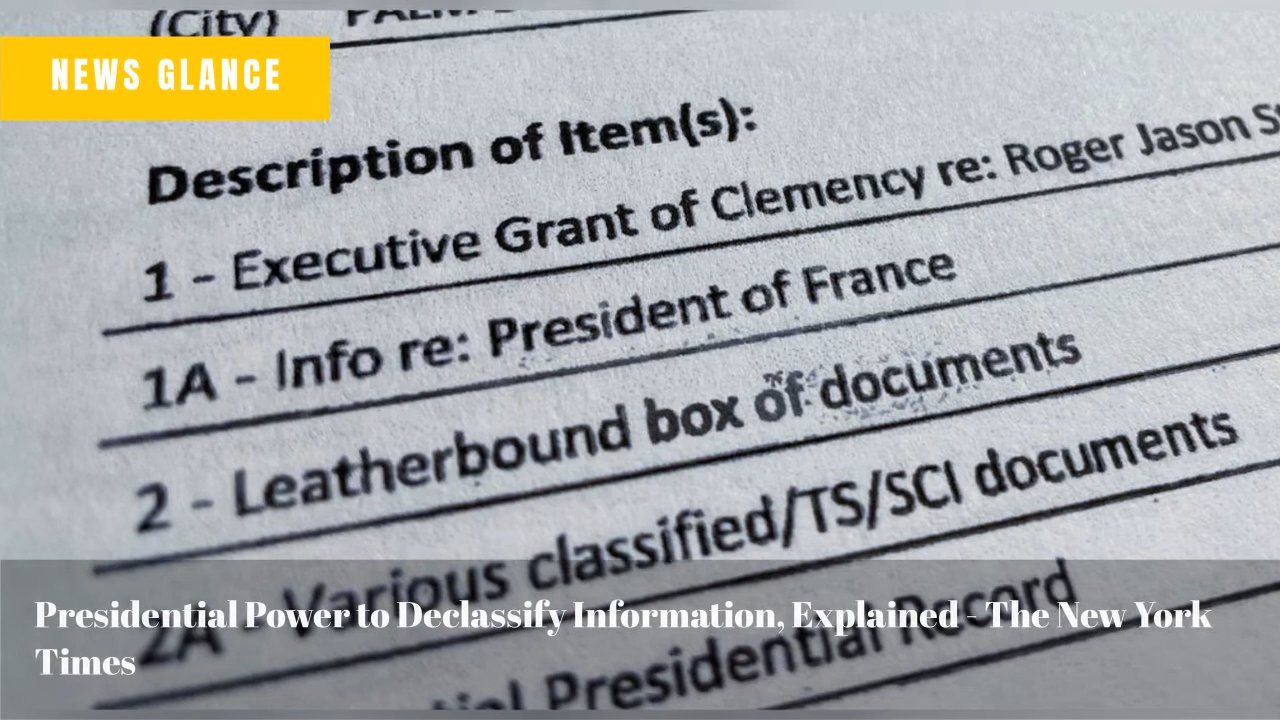 (City)
NEWS GLANCE
Description of Item(s):
1 - Executive Grant of Clemency re: Roger Jason
1A - Info re: President of France
2 - Leatherbound box of documents
2A - Various classified/TS/SCI documents
Presidential Record
Presidential Power to Declassify Information, Explained - The New York
Times